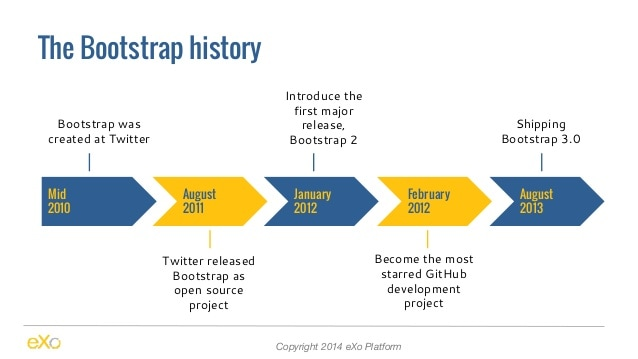 The Bootstrap history
Bootstrap was
created at Twitter
Introduce the
first major
release,
Bootstrap 2
Shipping
Bootstrap 3.0
Mid
2010
August
2011
January
2012
February
2012
August
2013
Twitter released
Bootstrap as
open source
project
Become the most
starred GitHub
development
project
eXo
Copyright 2014 eXo Platform